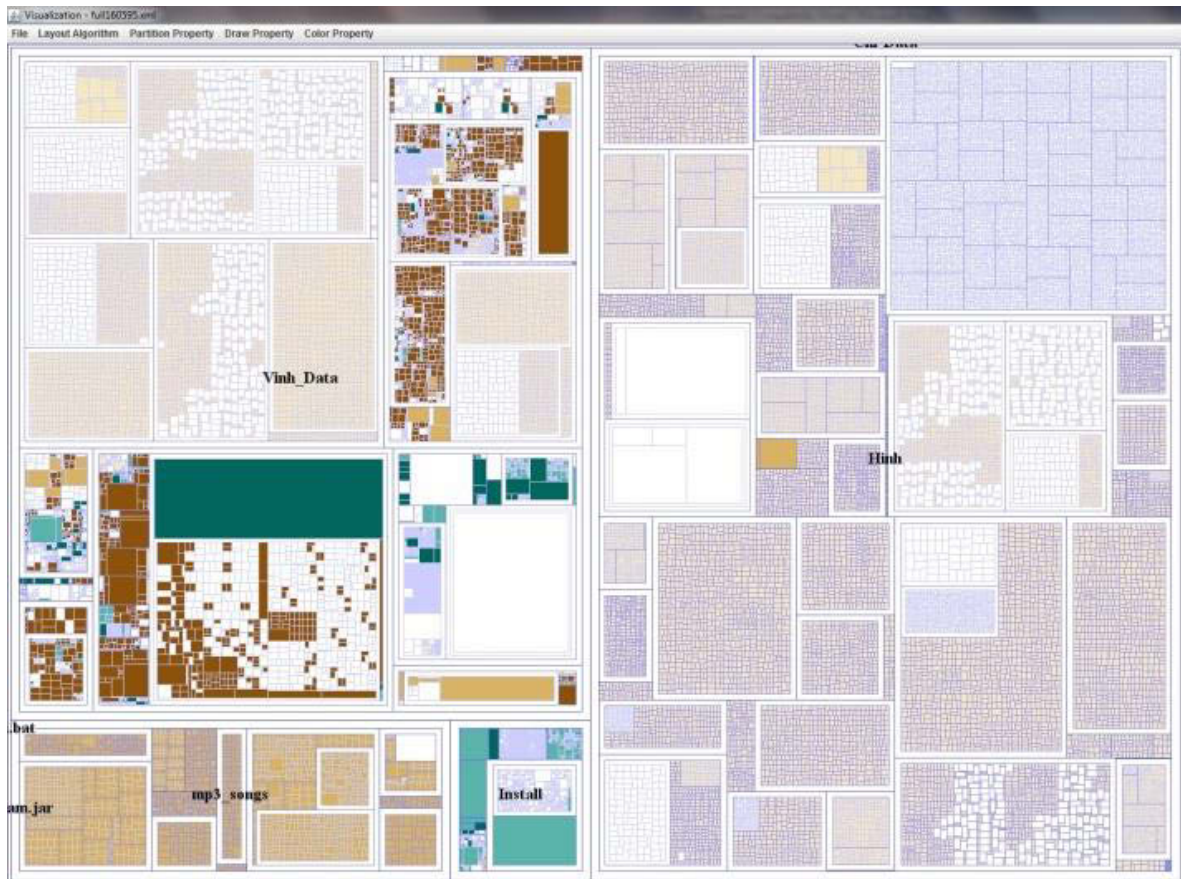 Visualization - full160595.xml
File Layout Algorithm Partition Property Draw Property Color Property
Vinh_Data
Hinh
.bat
am.jar
mp3_songs
Install